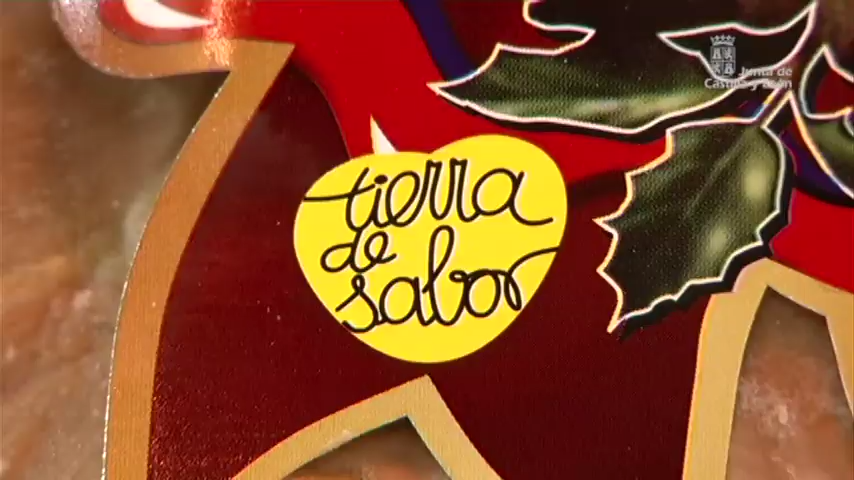 Junta de
Castilla y León
tierra
de
sabor